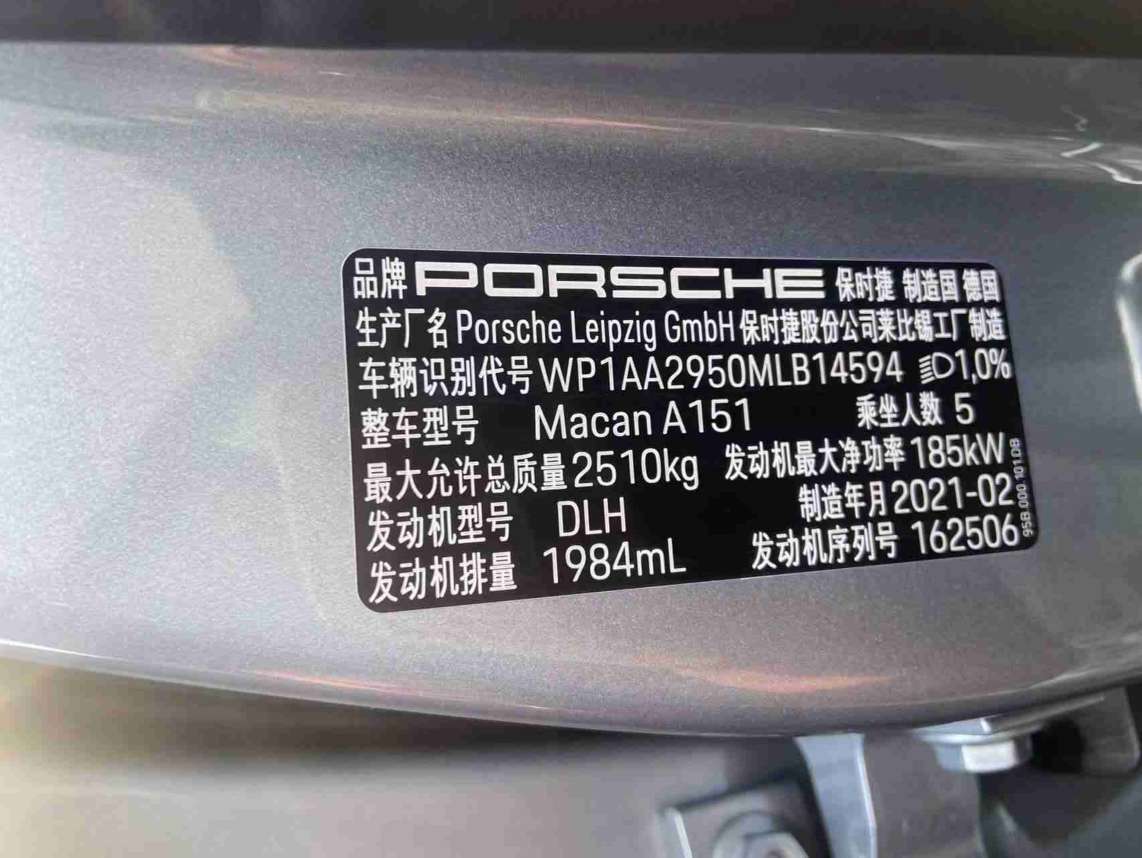 品牌 PORSCHE 保时捷 制造国 德国
生产厂名 Porsche Leipzig GmbH 保时捷股份公司莱比锡工厂制造
车辆识别代号 WP1AA2950MLB14594 1,0%
整车型号 Macan A151 乘坐人数 5
最大允许总质量 2510kg 发动机最大净功率 185kW
发动机型号 DLH 制造年月 2021-02
发动机排量 1984mL 发动机序列号 162506
95B.000.101.DB